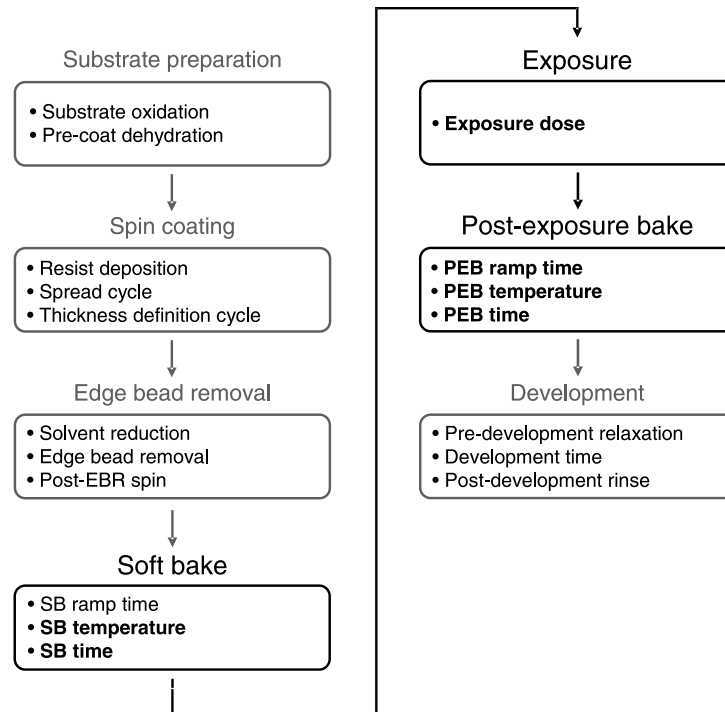 Substrate preparation
• Substrate oxidation
• Pre-coat dehydration
Spin coating
• Resist deposition
• Spread cycle
• Thickness definition cycle
Edge bead removal
• Solvent reduction
• Edge bead removal
• Post-EBR spin
Soft bake
• SB ramp time
• SB temperature
• SB time
Exposure
• Exposure dose
Post-exposure bake
• PEB ramp time
• PEB temperature
• PEB time
Development
• Pre-development relaxation
• Development time
• Post-development rinse